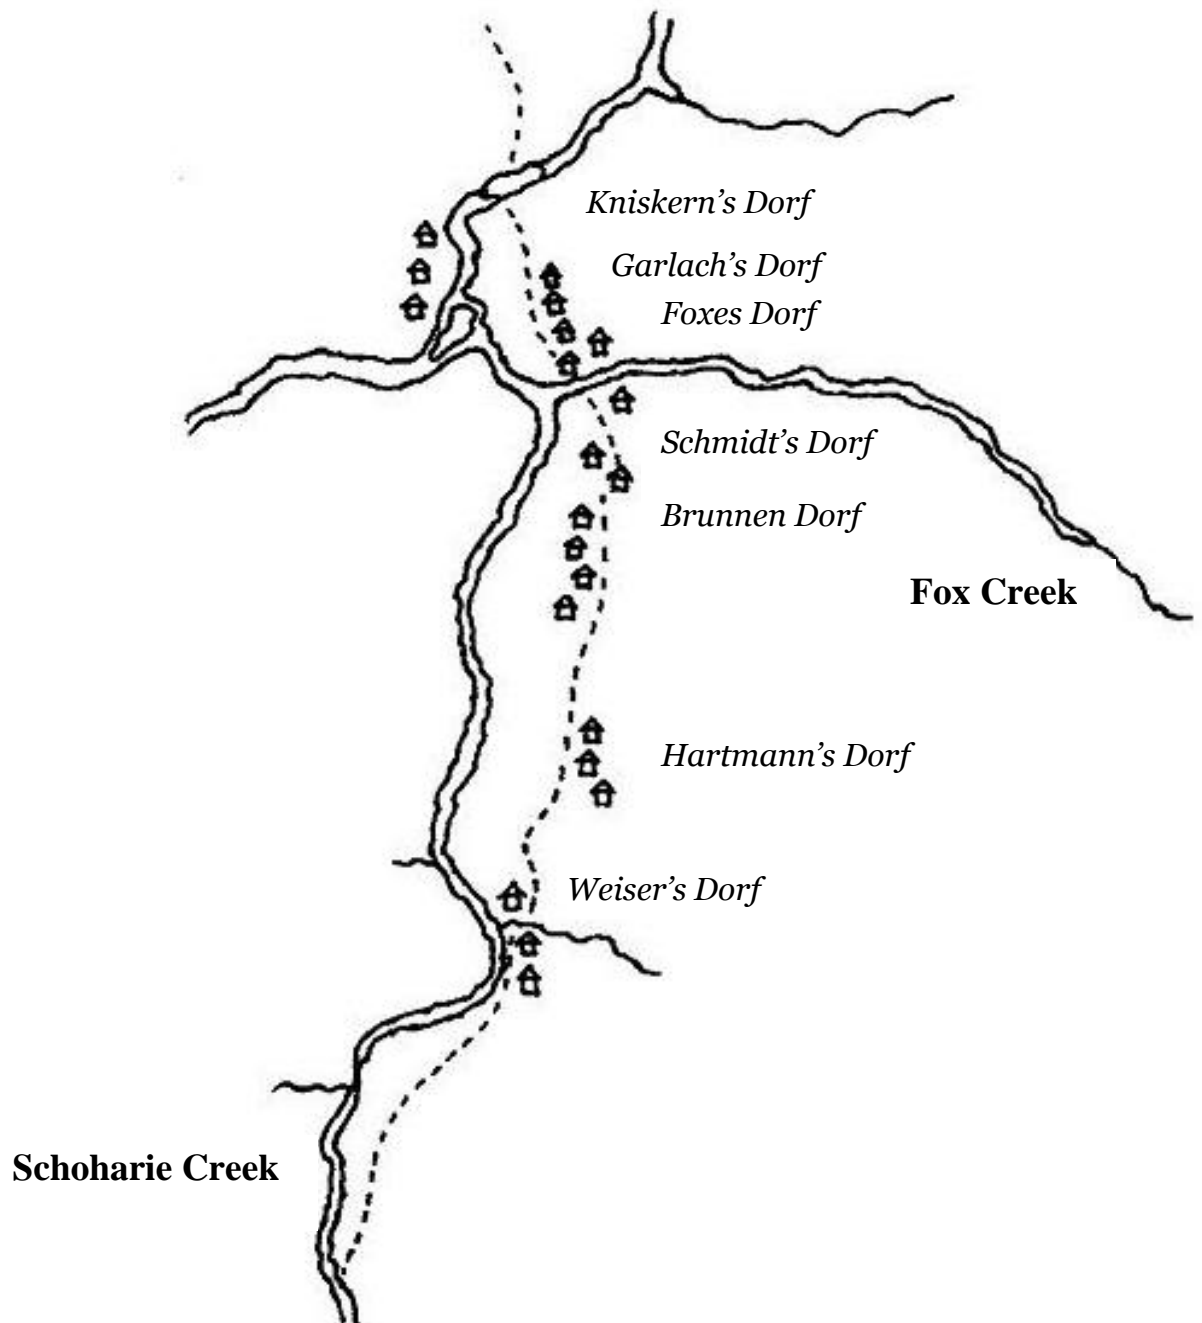 Kniskern’s Dorf
Garlach’s Dorf
Foxes Dorf
Schmidt’s Dorf
Brunnen Dorf
Fox Creek
Hartmann’s Dorf
Weiser’s Dorf
Schoharie Creek